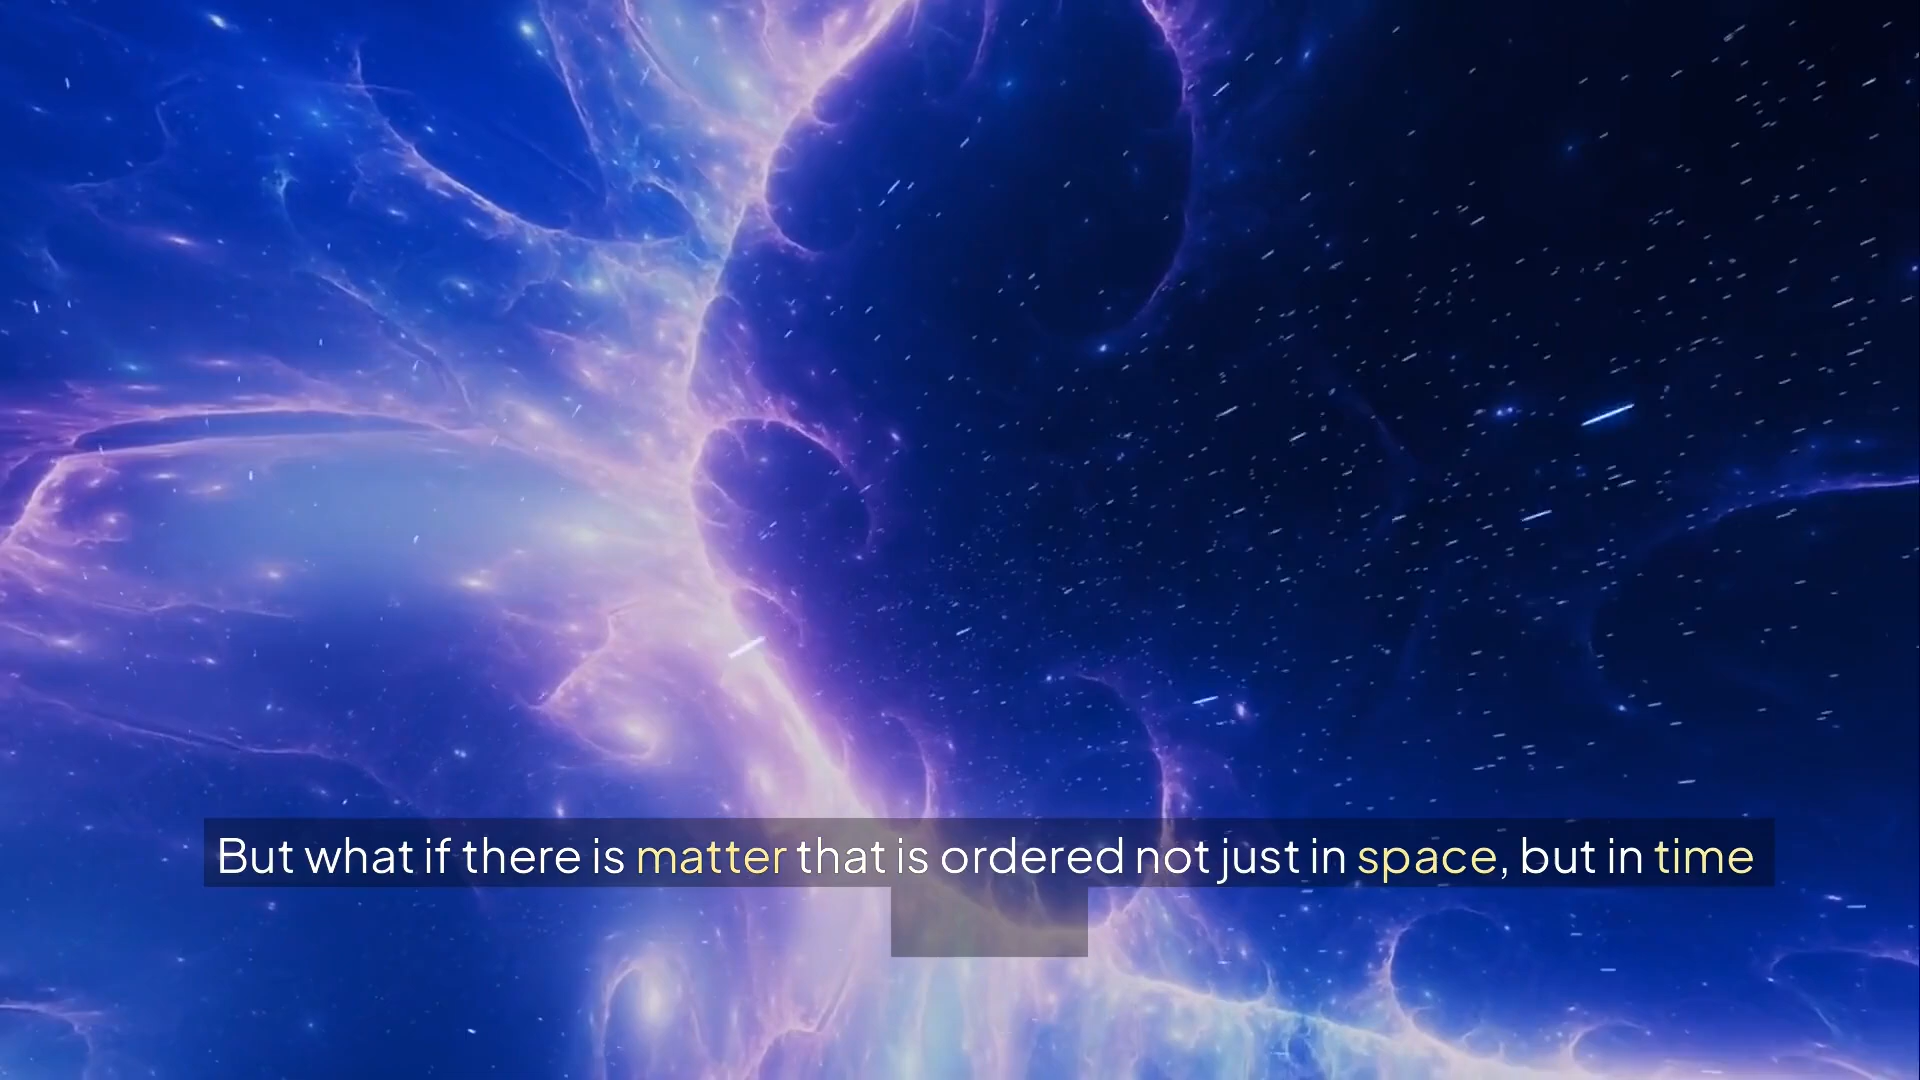 But what if there is matter that is ordered not just in space, but in time